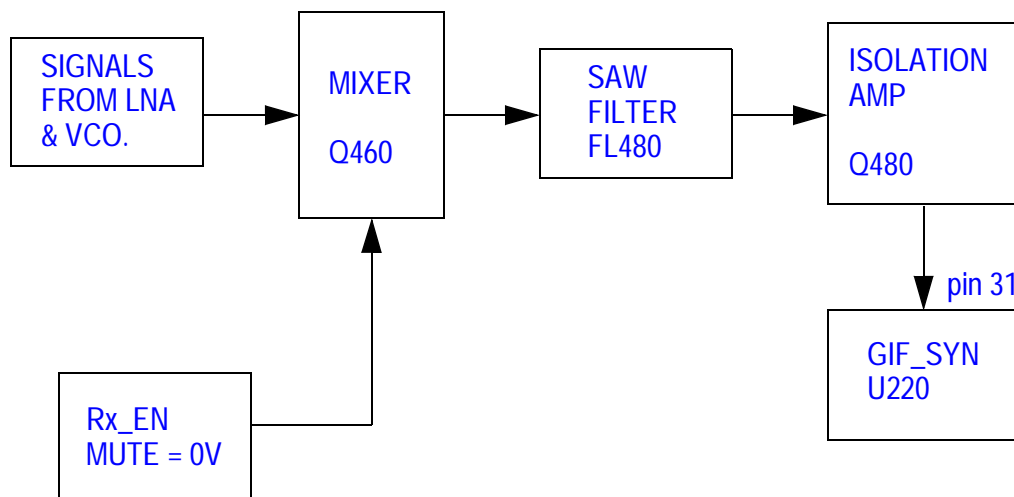 SIGNALS
FROM LNA
& VCO.
MIXER
Q460
SAW
FILTER
FL480
ISOLATION
AMP
Q480
pin 31
GIF_SYN
U220
Rx_EN
MUTE = 0V